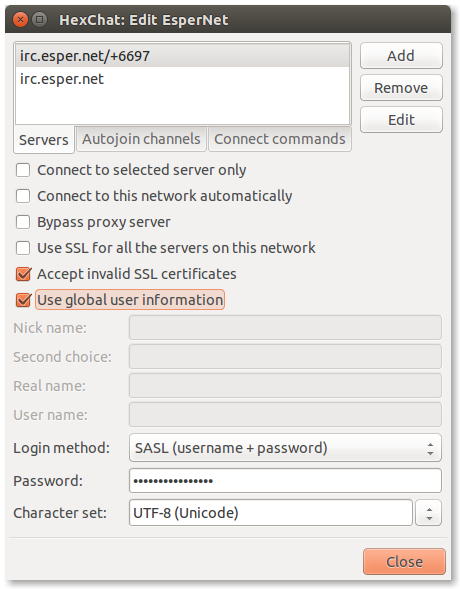 HexChat: Edit EsperNet
irc.esper.net/+6697
irc.esper.net
Add
Remove
Edit
Servers Autojoin channels Connect commands
Connect to selected server only
Connect to this network automatically
Bypass proxy server
Use SSL for all the servers on this network
Accept invalid SSL certificates
Use global user information
Nick name:
Second choice:
Real name:
User name:
Login method: SASL (username + password)
Password: ••••••••••••••••
Character set: UTF-8 (Unicode)
Close